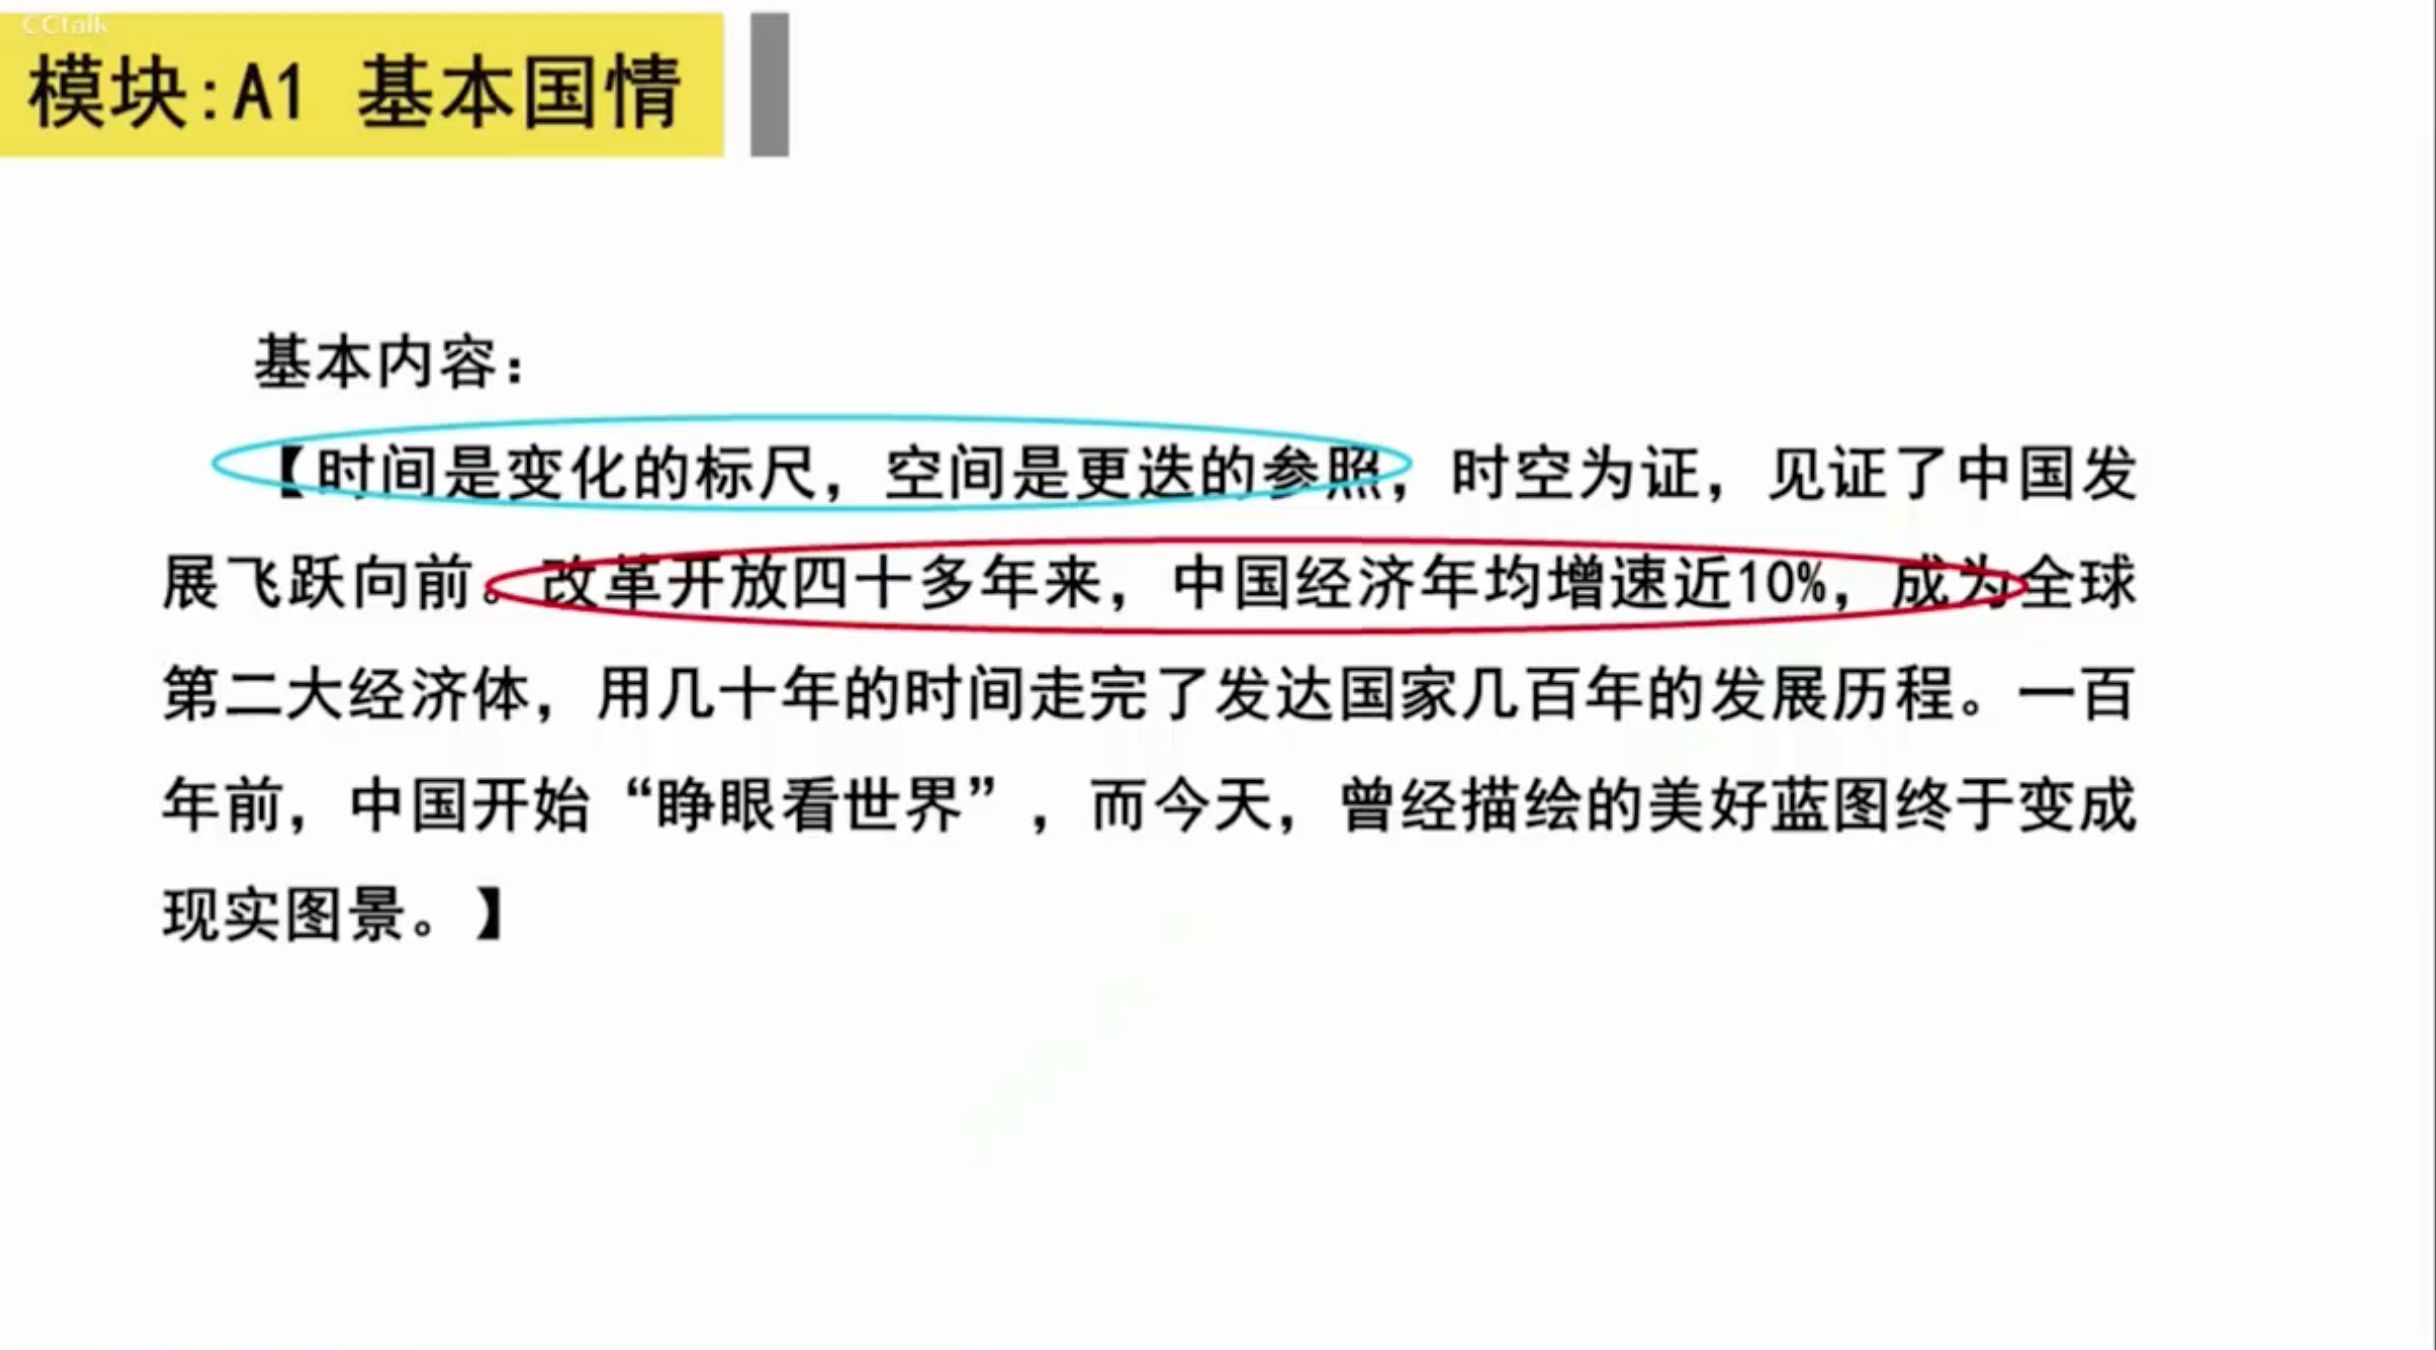 CCtalk
模块:A1 基本国情
基本内容：
【时间是变化的标尺，空间是更迭的参照，时空为证，见证了中国发
展飞跃向前。改革开放四十多年来，中国经济年均增速近10%，成为全球
第二大经济体，用几十年的时间走完了发达国家几百年的发展历程。一百
年前，中国开始“睁眼看世界”，而今天，曾经描绘的美好蓝图终于变成
现实图景。】